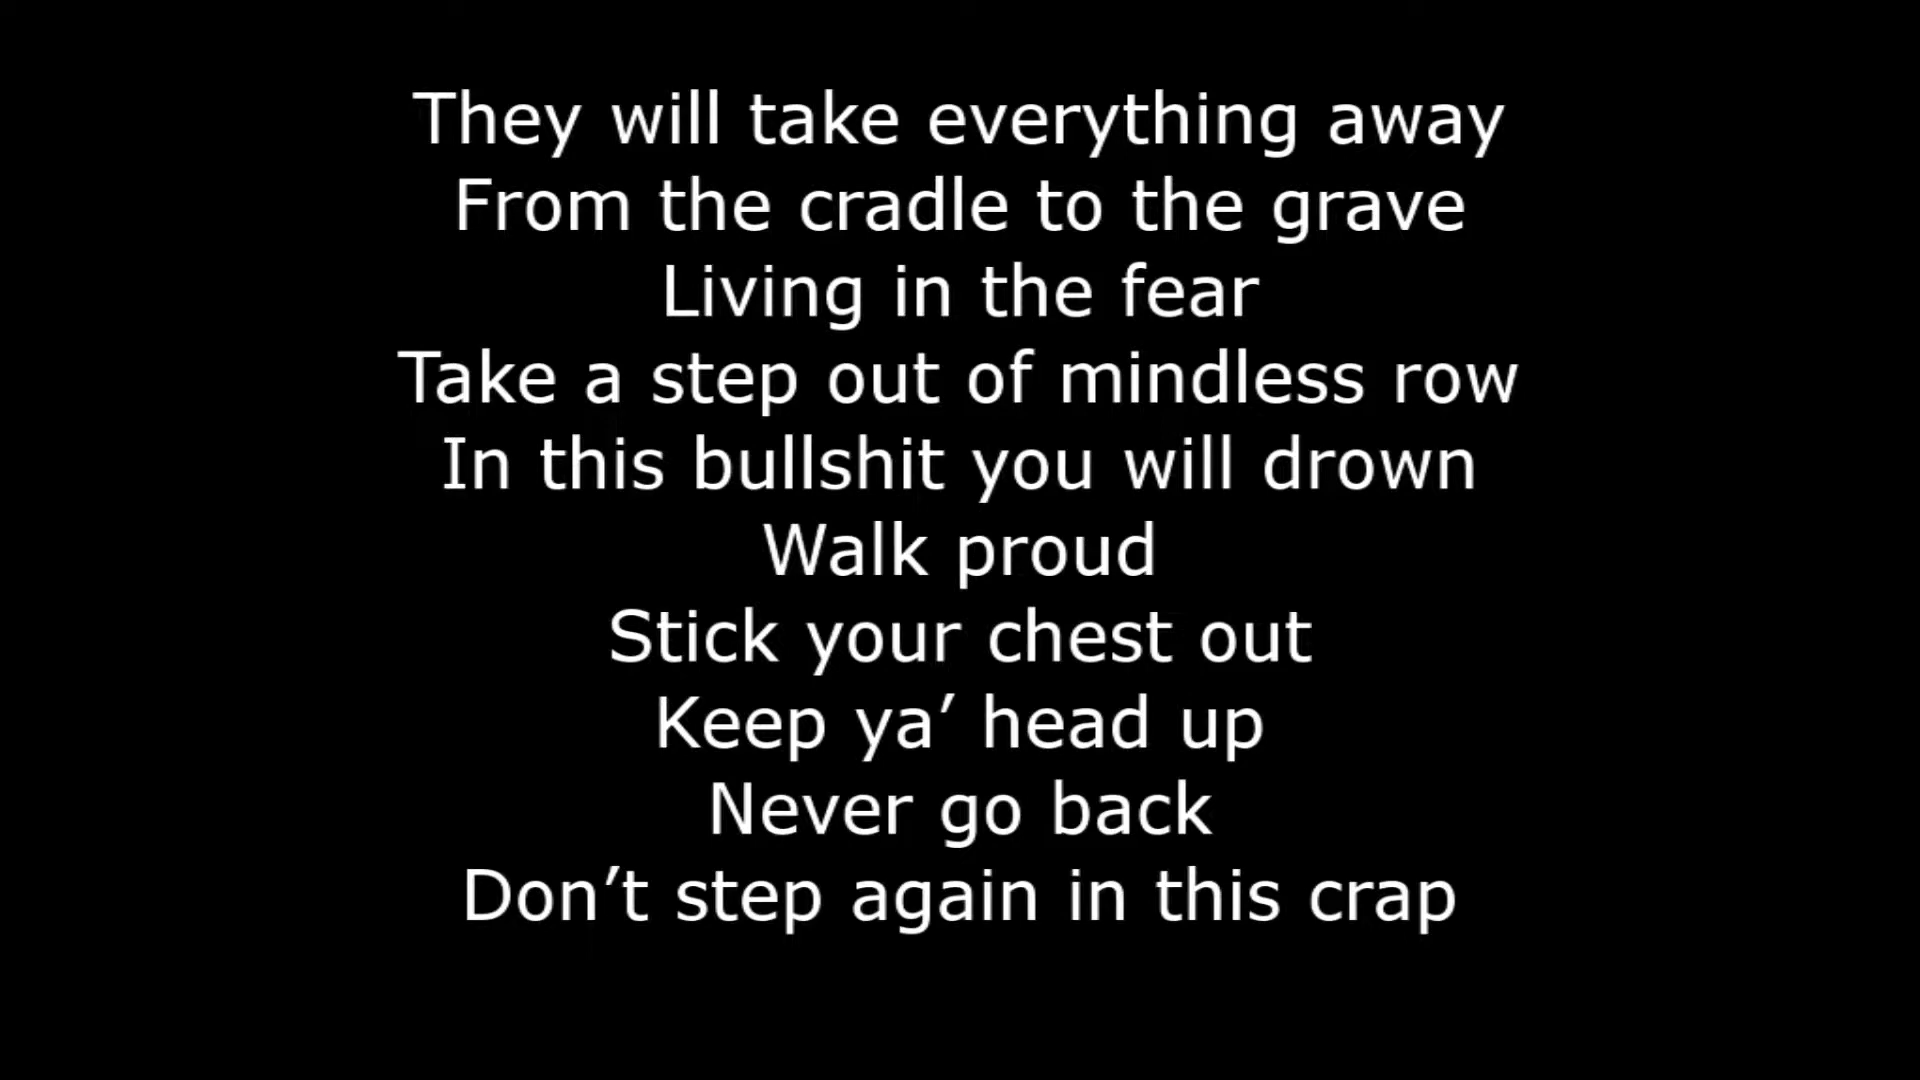 They will take everything away
From the cradle to the grave
Living in the fear
Take a step out of mindless row
In this bullshit you will drown
Walk proud
Stick your chest out
Keep ya’ head up
Never go back
Don’t step again in this crap